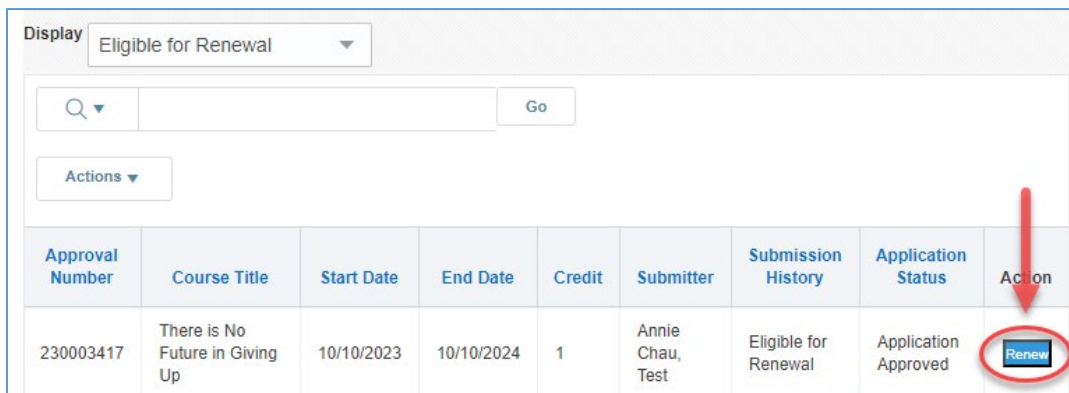 Display
Eligible for Renewal
Go
Actions
Approval Number
Course Title
Start Date
End Date
Credit
Submitter
Submission History
Application Status
Action
230003417
There is No Future in Giving Up
10/10/2023
10/10/2024
1
Annie Chau, Test
Eligible for Renewal
Application Approved
Renew